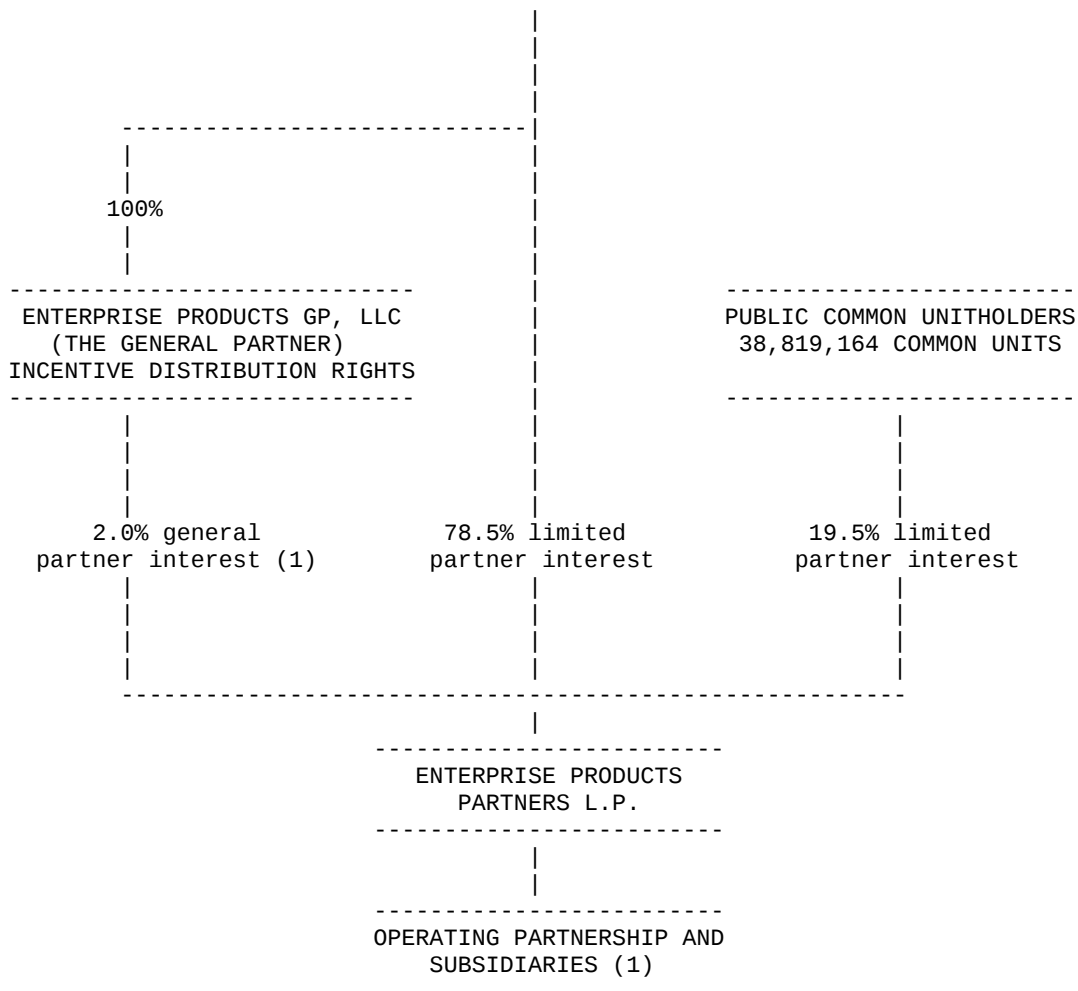 100%
ENTERPRISE PRODUCTS GP, LLC
(THE GENERAL PARTNER)
INCENTIVE DISTRIBUTION RIGHTS
PUBLIC COMMON UNITHOLDERS
38,819,164 COMMON UNITS
2.0% general
partner interest (1)
78.5% limited
partner interest
19.5% limited
partner interest
ENTERPRISE PRODUCTS
PARTNERS L.P.
OPERATING PARTNERSHIP AND
SUBSIDIARIES (1)